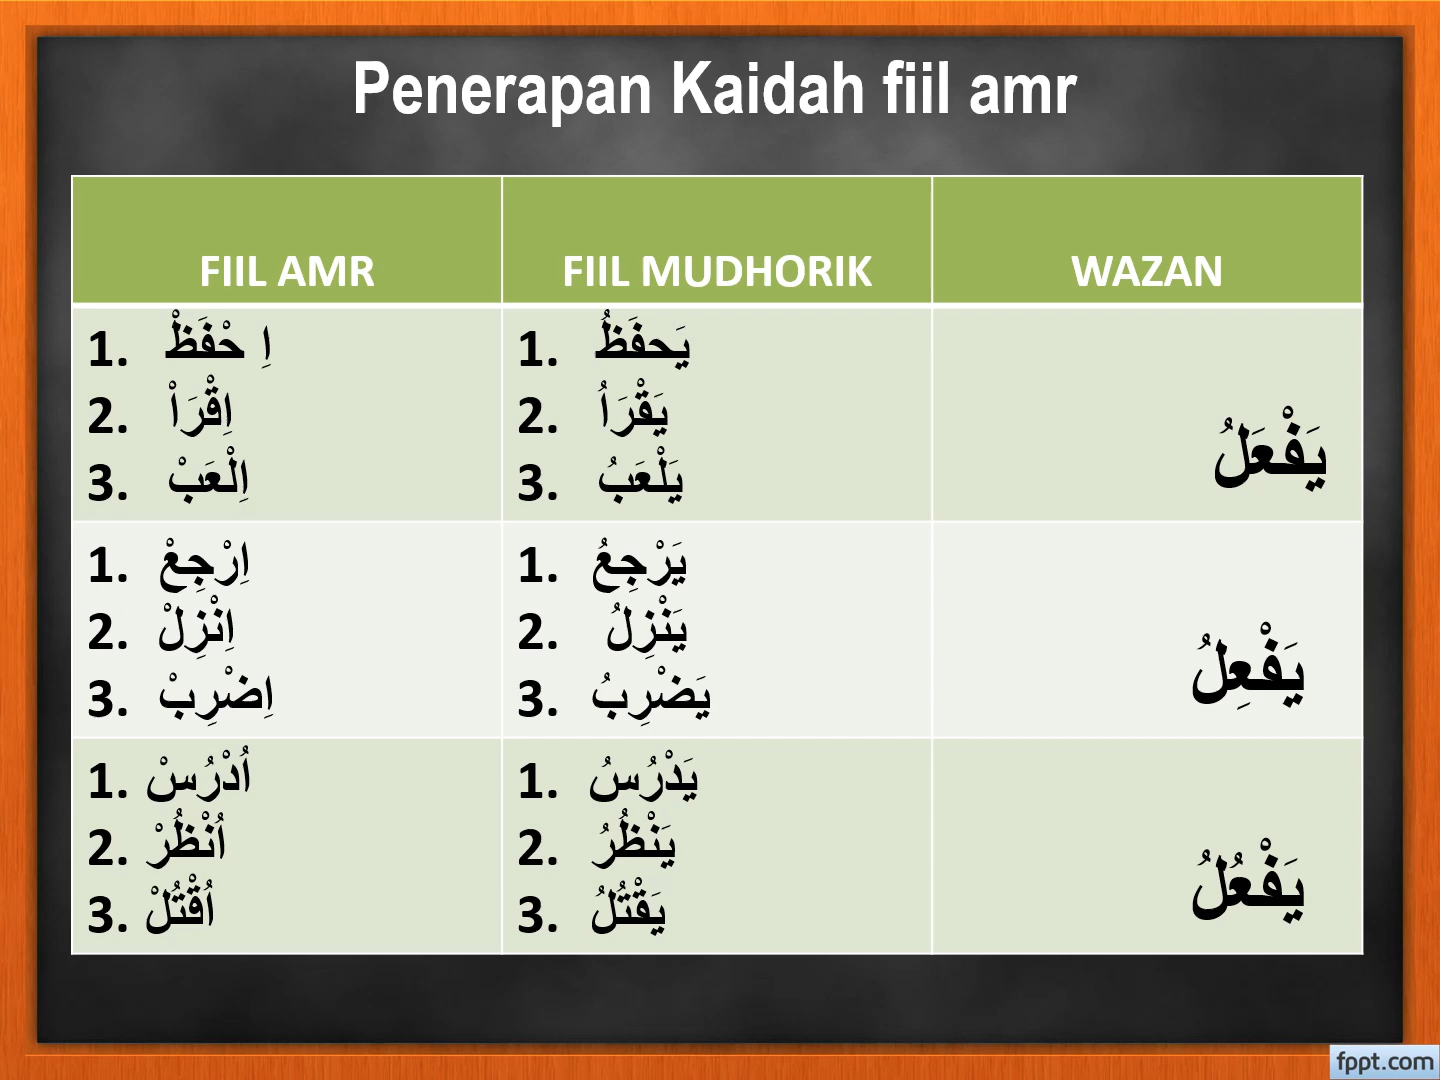 Penerapan Kaidah fiil amr
FIIL AMR
FIIL MUDHORIK
WAZAN
1. اِ حْفَظْ
2. اِقْرَاْ
3. اِلْعَبْ
1. يَحفَظُ
2. يَقْرَاُ
3. يَلْعَبُ
يَفْعَلُ
1. اِرْجِعْ
2. اِنْزِلْ
3. اِضْرِبْ
1. يَرْجِعُ
2. يَنْزِلُ
3. يَضْرِبُ
يَفْعِلُ
1. اُدْرُسْ
2. اُنْظُرْ
3. اُقْتُلْ
1. يَدْرُسُ
2. يَنْظُرُ
3. يَقْتُلُ
يَفْعُلُ
fppt.com